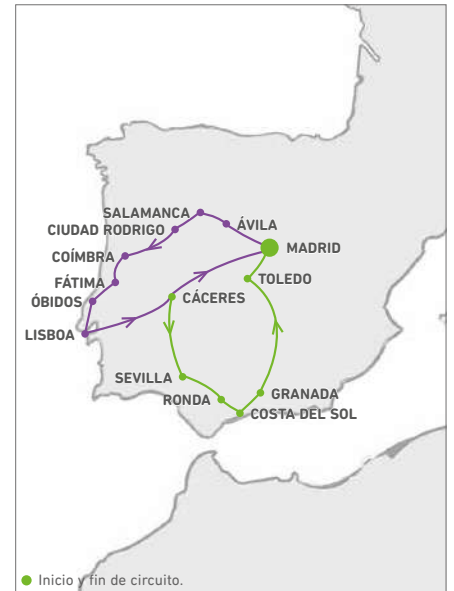 SALAMANCA
ÁVILA
CIUDAD RODRIGO
MADRID
COÍMBRA
TOLEDO
FÁTIMA
CÁCERES
ÓBIDOS
LISBOA
SEVILLA
GRANADA
RONDA
COSTA DEL SOL
Inicio y fin de circuito.